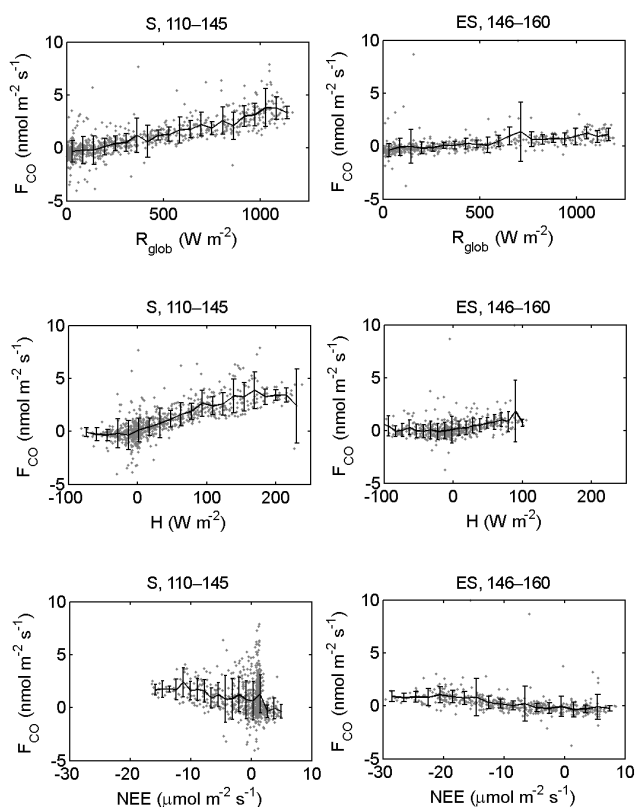 S, 110–145
10
5
0
-5
0 500 1000
F_CO (nmol m⁻² s⁻¹)
R_glob (W m⁻²)
ES, 146–160
10
5
0
-5
0 500 1000
F_CO (nmol m⁻² s⁻¹)
R_glob (W m⁻²)
S, 110–145
10
5
0
-5
-100 0 100 200
F_CO (nmol m⁻² s⁻¹)
H (W m⁻²)
ES, 146–160
10
5
0
-5
-100 0 100 200
F_CO (nmol m⁻² s⁻¹)
H (W m⁻²)
S, 110–145
10
5
0
-5
-30 -20 -10 0 10
F_CO (nmol m⁻² s⁻¹)
NEE (μmol m⁻² s⁻¹)
ES, 146–160
10
5
0
-5
-30 -20 -10 0 10
F_CO (nmol m⁻² s⁻¹)
NEE (μmol m⁻² s⁻¹)